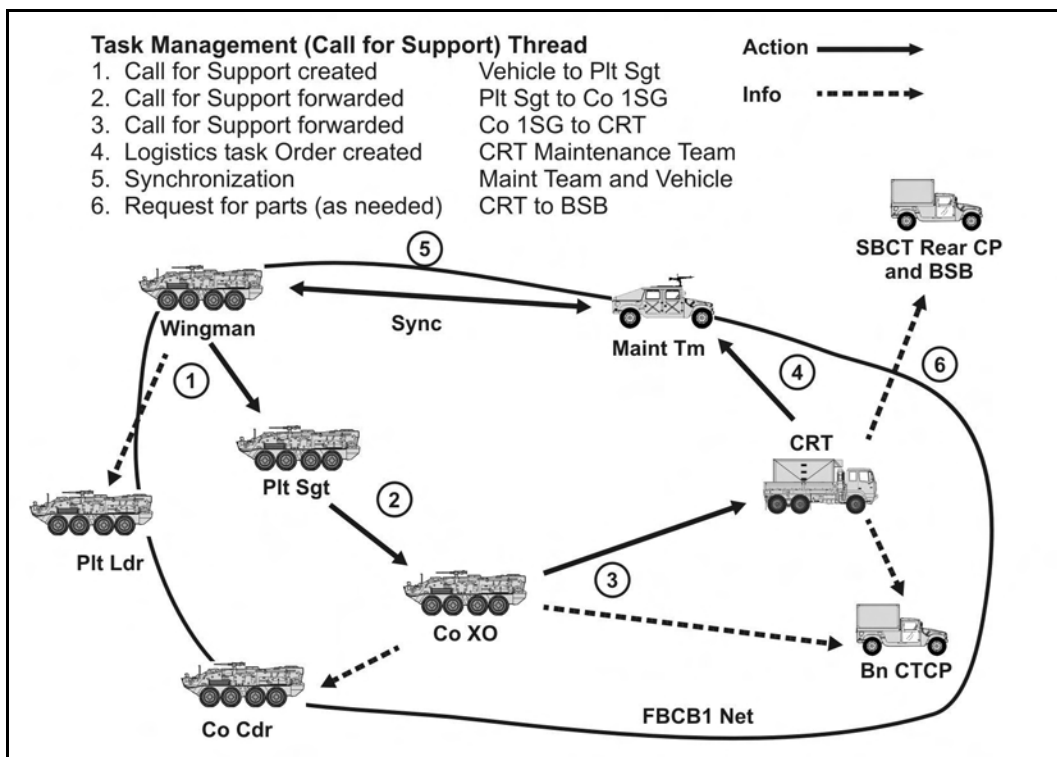 Task Management (Call for Support) Thread
1. Call for Support created Vehicle to Plt Sgt
2. Call for Support forwarded Plt Sgt to Co 1SG
3. Call for Support forwarded Co 1SG to CRT
4. Logistics task Order created CRT Maintenance Team
5. Synchronization Maint Team and Vehicle
6. Request for parts (as needed) CRT to BSB
Action
Info
SBCT Rear CP
and BSB
5
Wingman
Sync
Maint Tm
1
4
6
CRT
Plt Sgt
2
Plt Ldr
3
Co XO
Bn CTCP
Co Cdr
FBCB1 Net